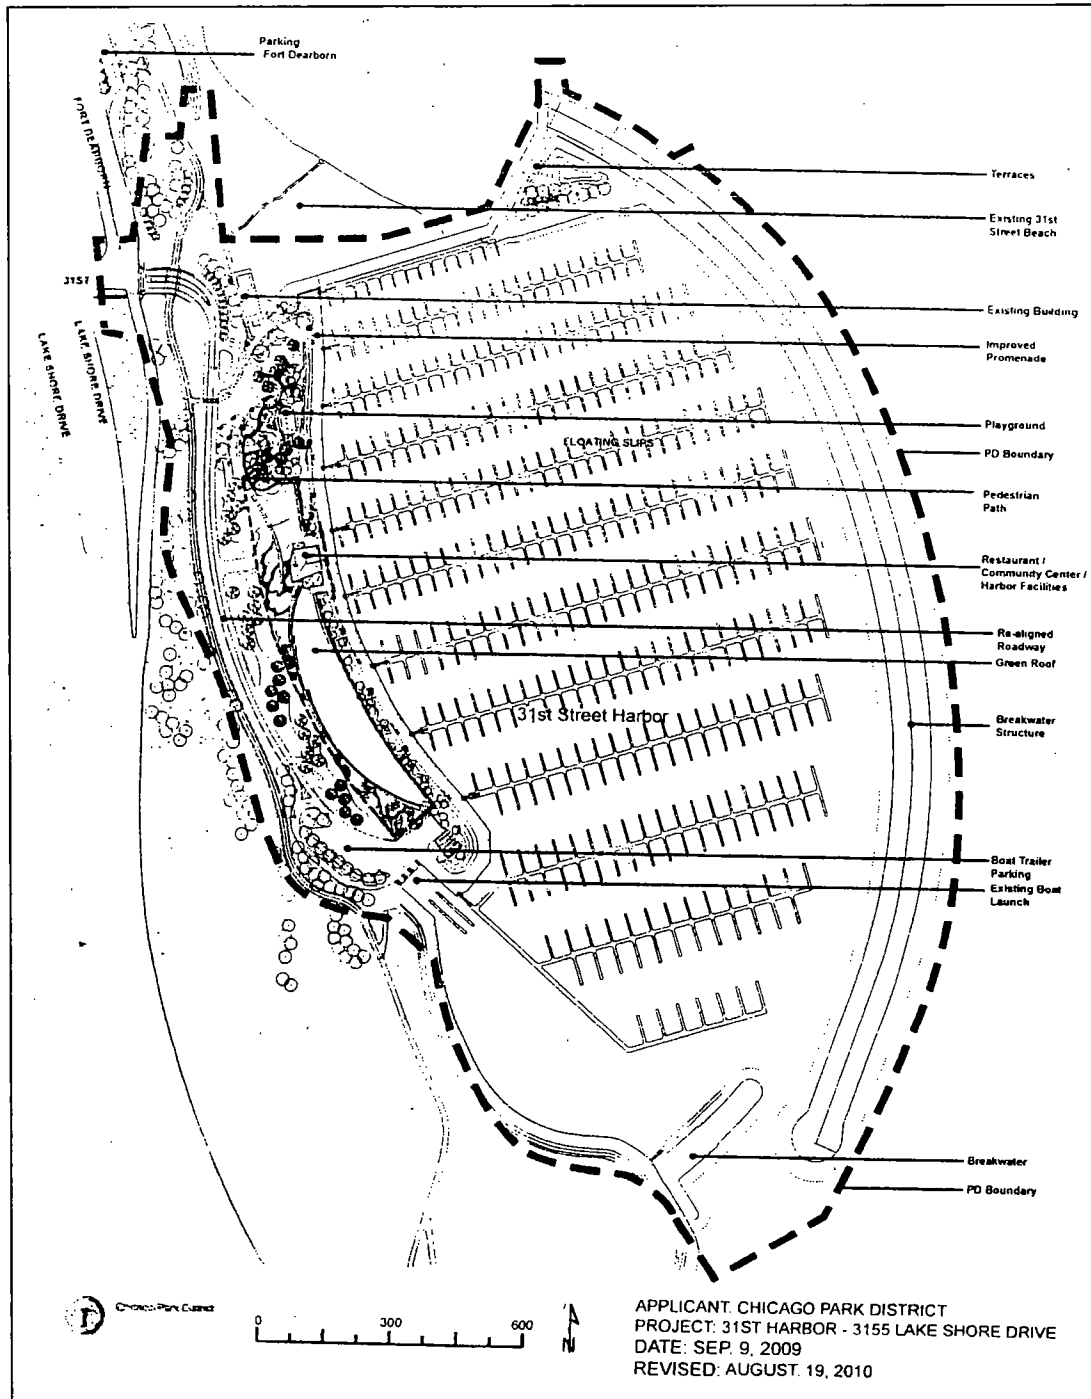 Parking
Fort Dearborn
FORT DEARBORN
Terraces
Existing 31st
Street Beach
31ST
Existing Building
LAKE SHORE DRIVE
LAKE SHORE DRIVE
Improved
Promenade
Playground
FLOATING SLIPS
PD Boundary
Pedestrian
Path
Restaurant /
Community Center /
Harbor Facilities
Re-aligned
Roadway
Green Roof
31st Street Harbor
Breakwater
Structure
Boat Trailer
Parking
Existing Boat
Launch
Breakwater
PD Boundary
Chicago Park District
0 300 600
N
APPLICANT: CHICAGO PARK DISTRICT
PROJECT: 31ST HARBOR - 3155 LAKE SHORE DRIVE
DATE: SEP. 9, 2009
REVISED: AUGUST. 19, 2010